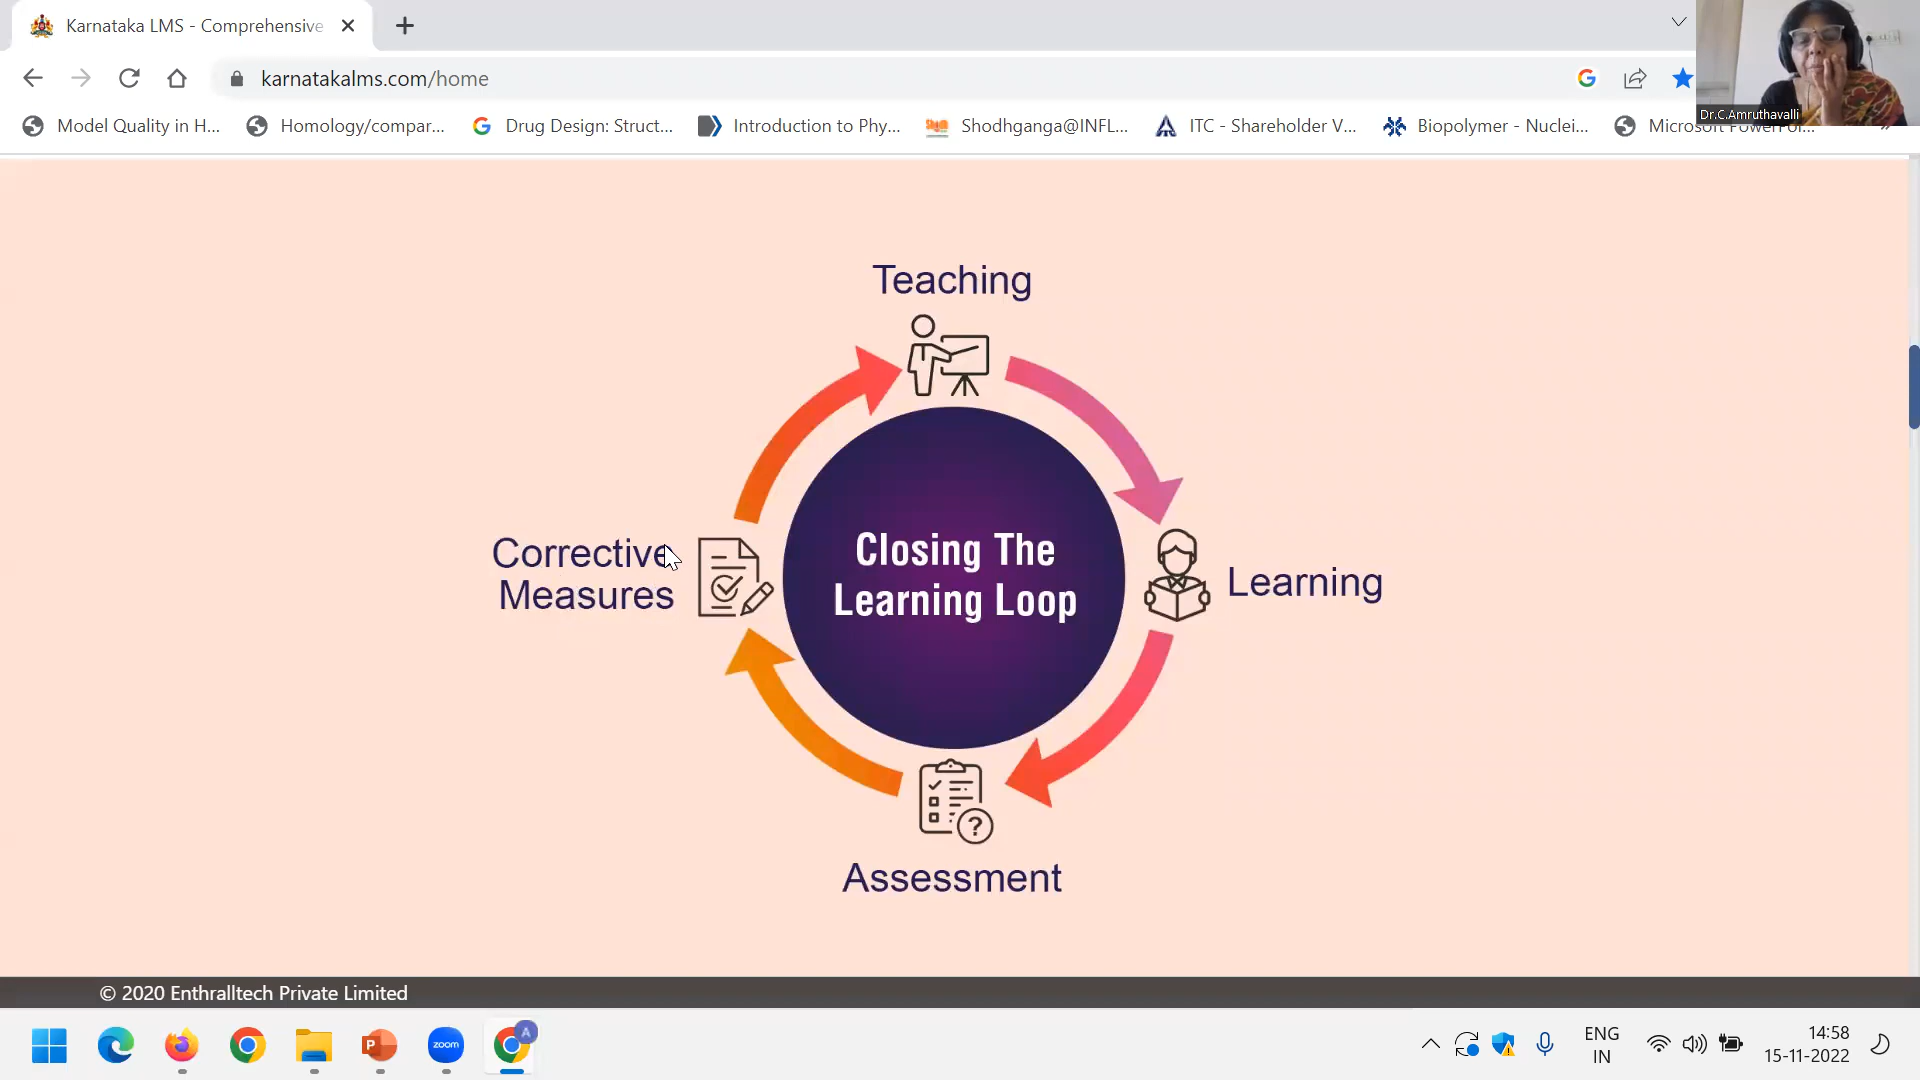 Karnataka LMS - Comprehensive
karnatakalms.com/home
Model Quality in H...
Homology/compar...
Drug Design: Struct...
Introduction to Phy...
Shodhganga@INFL...
ITC - Shareholder V...
Biopolymer - Nuclei...
Microsoft PowerPoi...
Dr.C.Amruthavalli
Teaching
Corrective
Measures
Closing The
Learning Loop
Learning
Assessment
© 2020 Enthralltech Private Limited
A
P
zoom
ENG
IN
14:58
15-11-2022